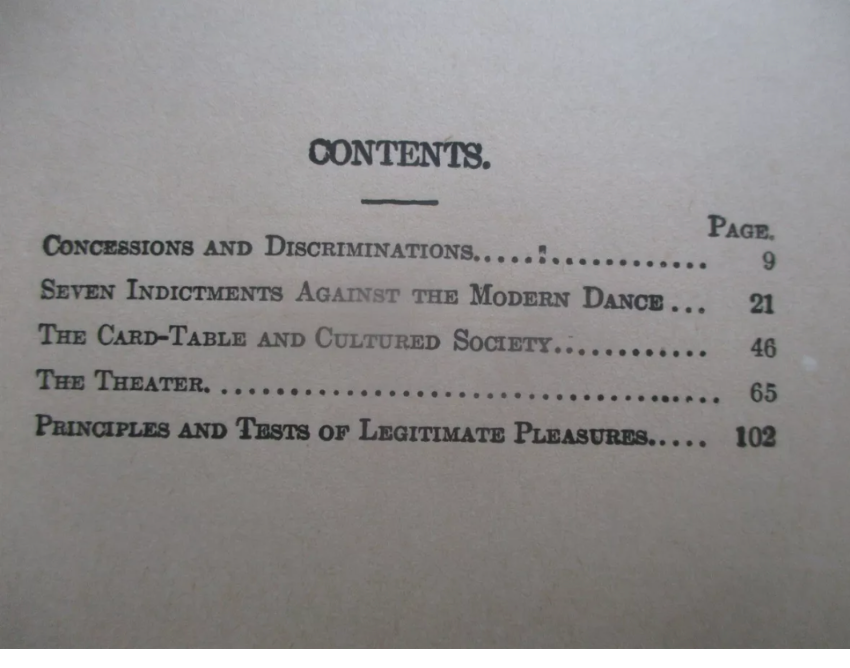 CONTENTS.
PAGE.
CONCESSIONS AND DISCRIMINATIONS.................. 9
SEVEN INDICTMENTS AGAINST THE MODERN DANCE... 21
THE CARD-TABLE AND CULTURED SOCIETY............ 46
THE THEATER. .................................... 65
PRINCIPLES AND TESTS OF LEGITIMATE PLEASURES..... 102